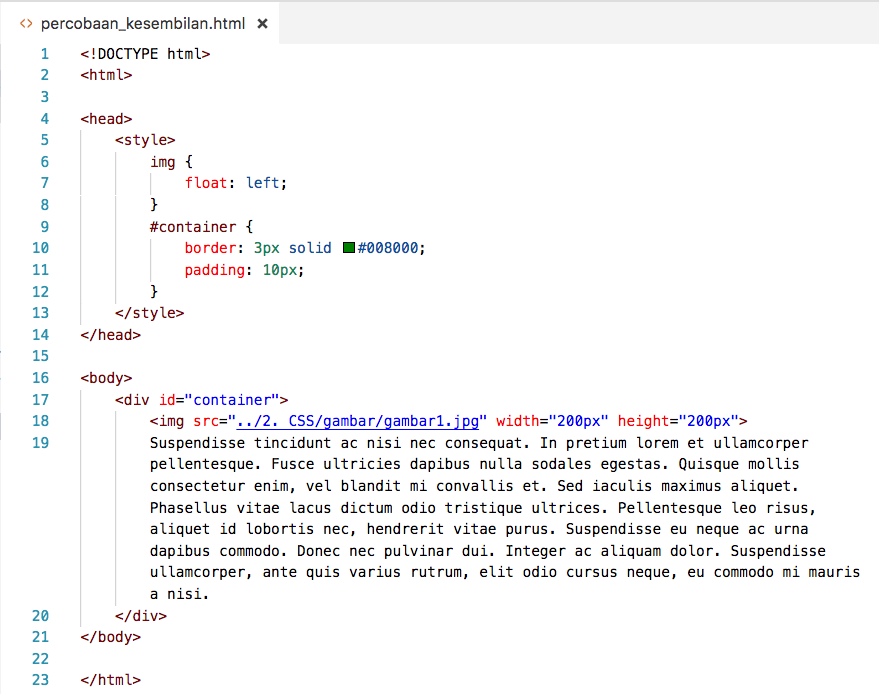 <> percobaan_kesembilan.html ×
1 <!DOCTYPE html>
2 <html>
3
4 <head>
5     <style>
6         img {
7             float: left;
8         }
9         #container {
10             border: 3px solid #008000;
11             padding: 10px;
12         }
13     </style>
14 </head>
15
16 <body>
17     <div id="container">
18         <img src="../2. CSS/gambar/gambar1.jpg" width="200px" height="200px">
19         Suspendisse tincidunt ac nisi nec consequat. In pretium lorem et ullamcorper
        pellentesque. Fusce ultricies dapibus nulla sodales egestas. Quisque mollis
        consectetur enim, vel blandit mi convallis et. Sed iaculis maximus aliquet.
        Phasellus vitae lacus dictum odio tristique ultrices. Pellentesque leo risus,
        aliquet id lobortis nec, hendrerit vitae purus. Suspendisse eu neque ac urna
        dapibus commodo. Donec nec pulvinar dui. Integer ac aliquam dolor. Suspendisse
        ullamcorper, ante quis varius rutrum, elit odio cursus neque, eu commodo mi mauris
        a nisi.
20     </div>
21 </body>
22
23 </html>